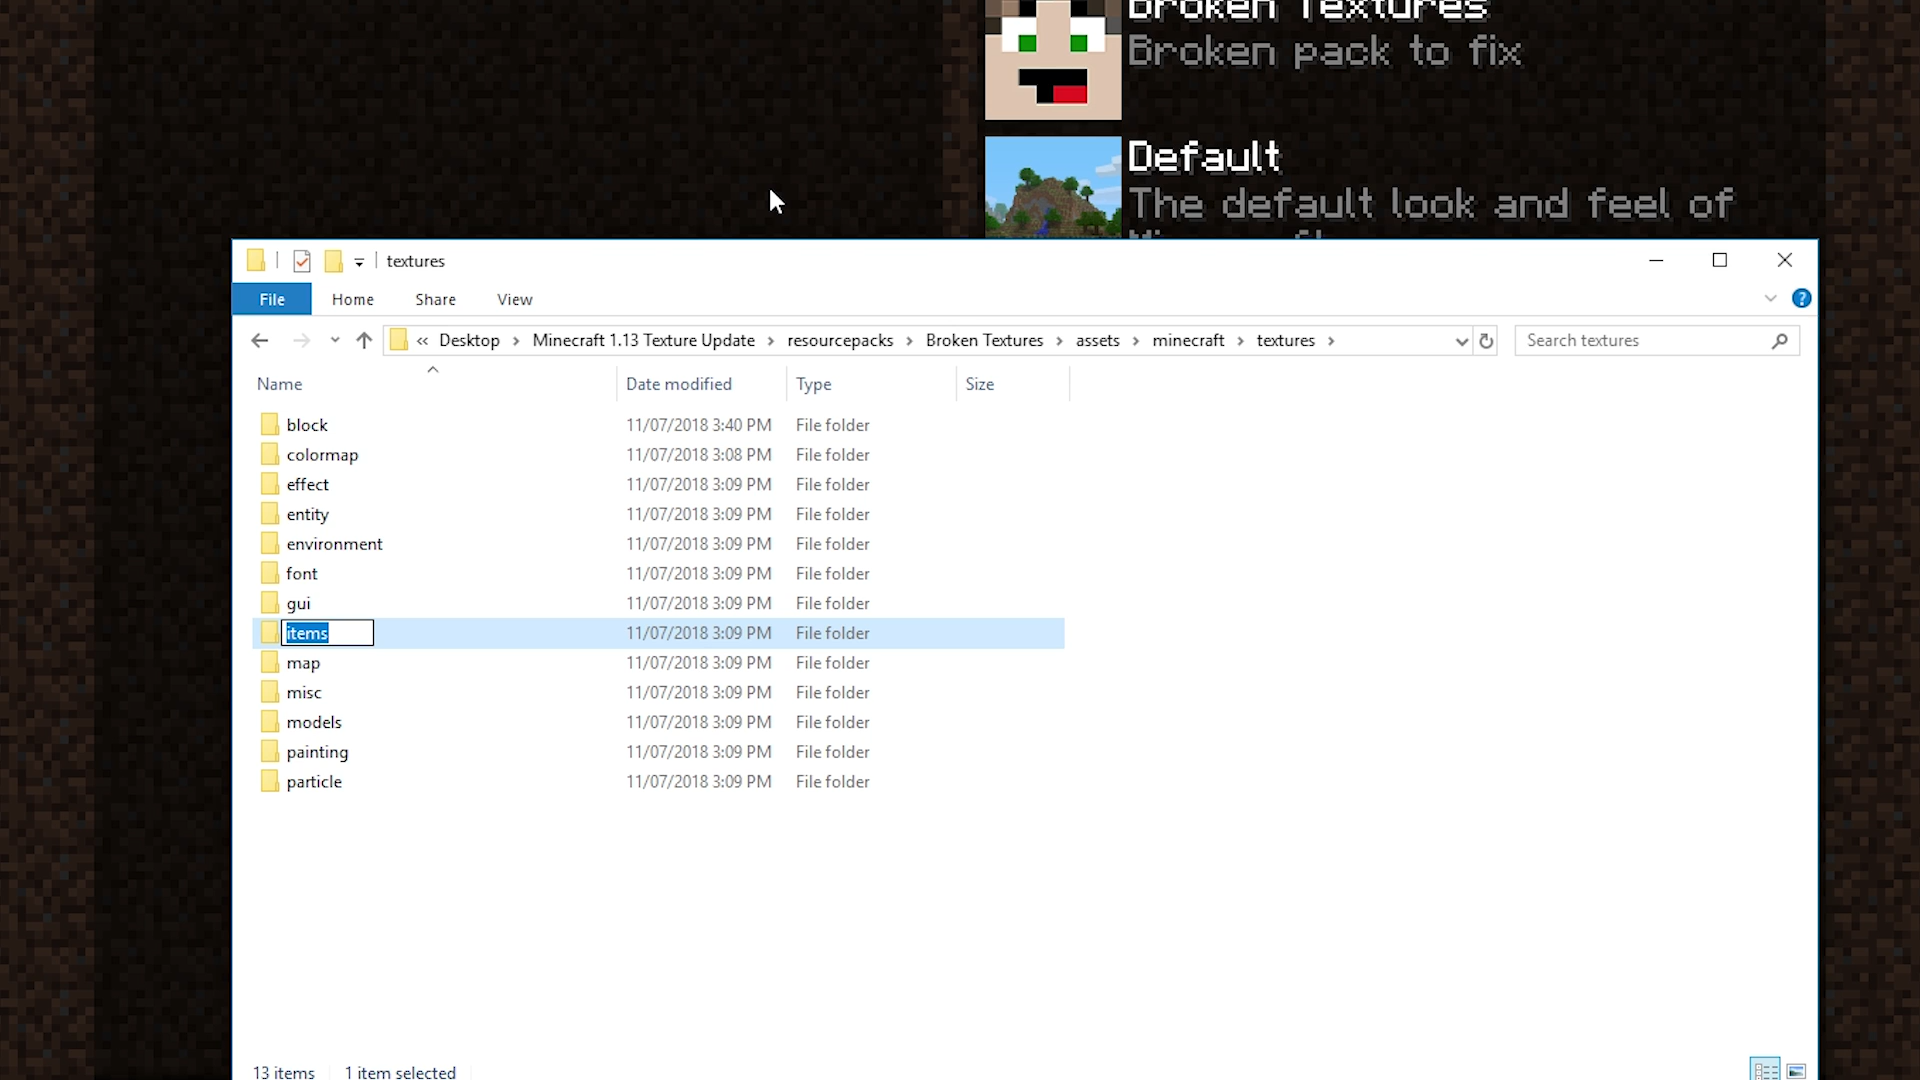 Broken Textures
Broken pack to fix
Default
The default look and feel of
textures
File Home Share View
« Desktop › Minecraft 1.13 Texture Update › resourcepacks › Broken Textures › assets › minecraft › textures ›
Search textures
Name Date modified Type Size
block 11/07/2018 3:40 PM File folder
colormap 11/07/2018 3:08 PM File folder
effect 11/07/2018 3:09 PM File folder
entity 11/07/2018 3:09 PM File folder
environment 11/07/2018 3:09 PM File folder
font 11/07/2018 3:09 PM File folder
gui 11/07/2018 3:09 PM File folder
items 11/07/2018 3:09 PM File folder
map 11/07/2018 3:09 PM File folder
misc 11/07/2018 3:09 PM File folder
models 11/07/2018 3:09 PM File folder
painting 11/07/2018 3:09 PM File folder
particle 11/07/2018 3:09 PM File folder
13 items 1 item selected